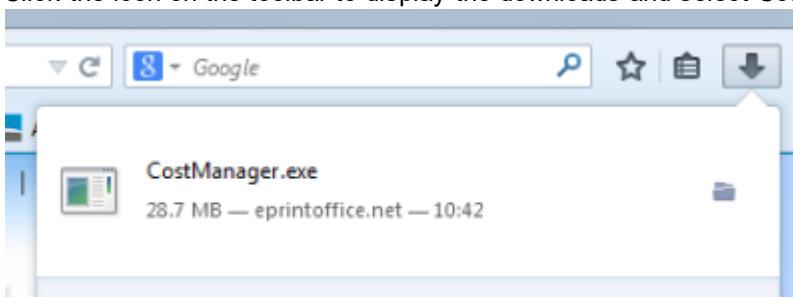 Google
CostManager.exe
28.7 MB — eprintoffice.net — 10:42